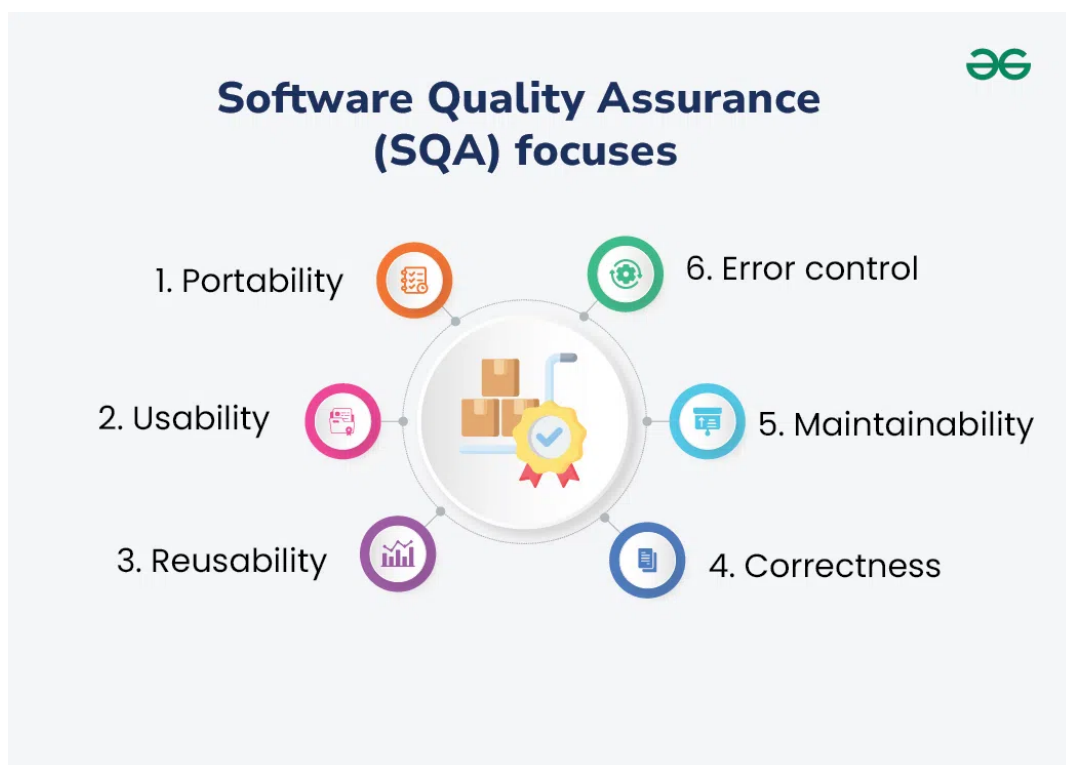 Software Quality Assurance
(SQA) focuses
1. Portability
2. Usability
3. Reusability
4. Correctness
5. Maintainability
6. Error control